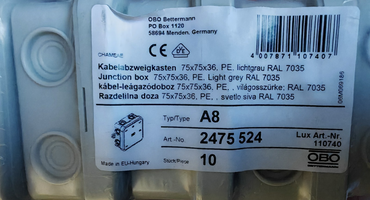 OBO Bettermann
PO Box 1120
58694 Menden, Germany
4 007871 107407
Kabelabzweigkasten 75x75x36, PE, lichtgrau RAL 7035
Junction box 75x75x36, PE, Light grey RAL 7035
kábel-leágazódoboz 75x75x36, PE, , világosszürke: RAL 7035
Razdelilna doza 75x75x36, PE, , svetlo siva RAL 7035
Typ/Type A8
Art.-No. 2475 524
Lux Art.-Nr.
110740
Made in EU-Hungary
Stück/Piece 10
OBO
BETTERMANN